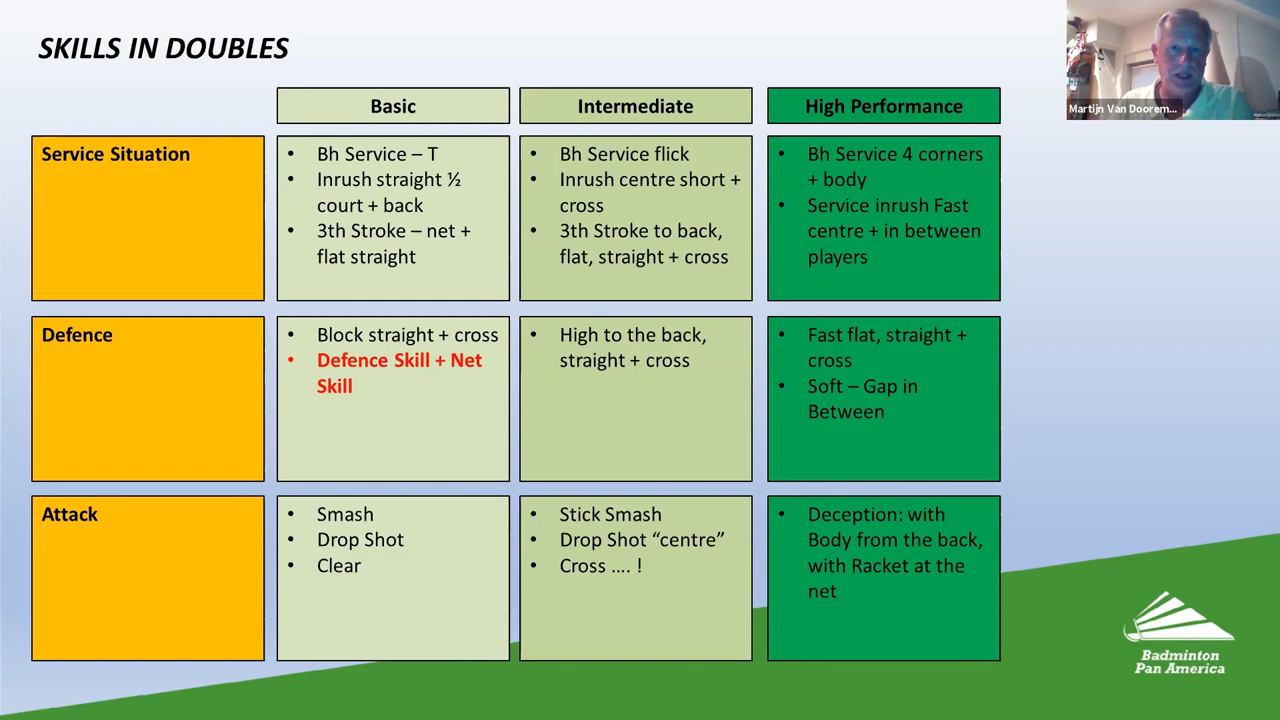 SKILLS IN DOUBLES
Martijn Van Doorem...
Basic
Intermediate
High Performance
Service Situation
• Bh Service – T
• Inrush straight ½
court + back
• 3th Stroke – net +
flat straight
• Bh Service flick
• Inrush centre short +
cross
• 3th Stroke to back,
flat, straight + cross
• Bh Service 4 corners
+ body
• Service inrush Fast
centre + in between
players
Defence
• Block straight + cross
• Defence Skill + Net
Skill
• High to the back,
straight + cross
• Fast flat, straight +
cross
• Soft – Gap in
Between
Attack
• Smash
• Drop Shot
• Clear
• Stick Smash
• Drop Shot “centre”
• Cross .... !
• Deception: with
Body from the back,
with Racket at the
net
Badminton
Pan America